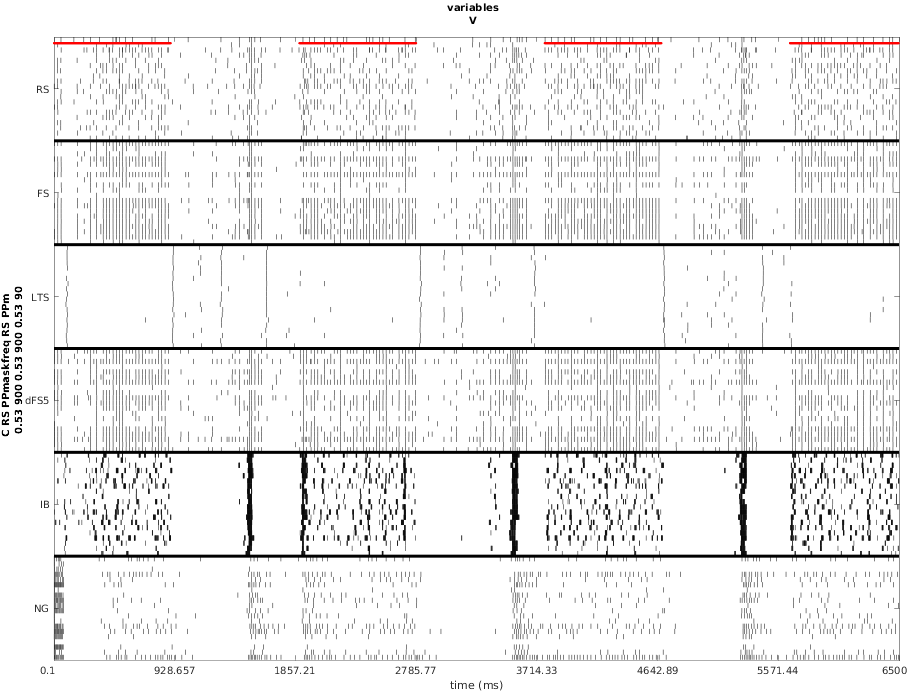 variables
V
RS
FS
LTS
dFS5
IB
NG
C RS PPmaskfreq RS PPm
0.53 900 0.53 900 0.53 90
0.1 928.657 1857.21 2785.77 3714.33 4642.89 5571.44 6500
time (ms)